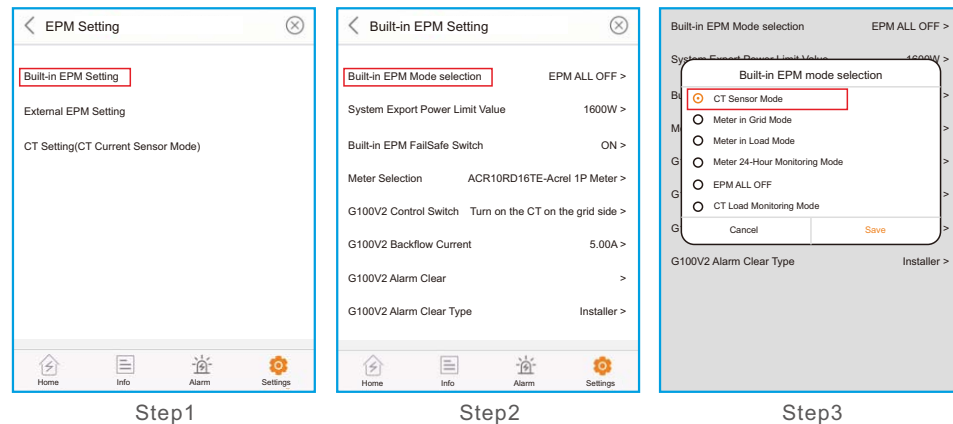 EPM Setting
Built-in EPM Setting
External EPM Setting
CT Setting(CT Current Sensor Mode)
Home Info Alarm Settings
Step1
Built-in EPM Setting
Built-in EPM Mode selection EPM ALL OFF >
System Export Power Limit Value 1600W >
Built-in EPM FailSafe Switch ON >
Meter Selection ACR10RD16TE-Acrel 1P Meter >
G100V2 Control Switch Turn on the CT on the grid side >
G100V2 Backflow Current 5.00A >
G100V2 Alarm Clear >
G100V2 Alarm Clear Type Installer >
Home Info Alarm Settings
Step2
Built-in EPM Mode selection EPM ALL OFF >
System Export Power Limit Value 1600W >
Built-in EPM mode selection
CT Sensor Mode
Meter in Grid Mode
Meter in Load Mode
Meter 24-Hour Monitoring Mode
EPM ALL OFF
CT Load Monitoring Mode
Cancel Save
G100V2 Alarm Clear Type Installer >
Step3